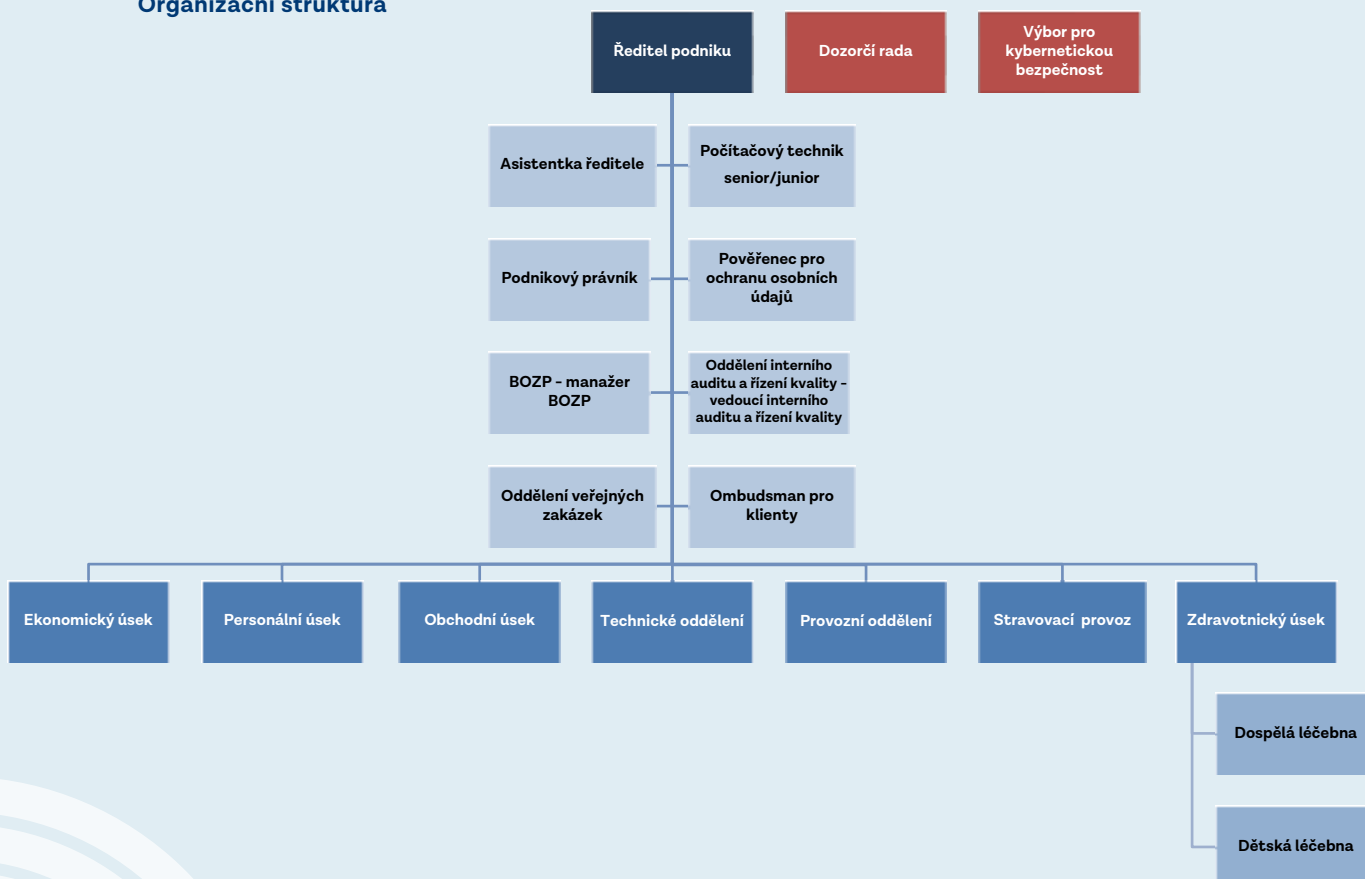 Organizační struktura
Ředitel podniku
Dozorčí rada
Výbor pro
kybernetickou
bezpečnost
Asistentka ředitele
Počítačový technik
senior/junior
Podnikový právník
Pověřenec pro
ochranu osobních
údajů
BOZP - manažer
BOZP
Oddělení interního
auditu a řízení kvality -
vedoucí interního
auditu a řízení kvality
Oddělení veřejných
zakázek
Ombudsman pro
klienty
Ekonomický úsek
Personální úsek
Obchodní úsek
Technické oddělení
Provozní oddělení
Stravovací provoz
Zdravotnický úsek
Dospělá léčebna
Dětská léčebna